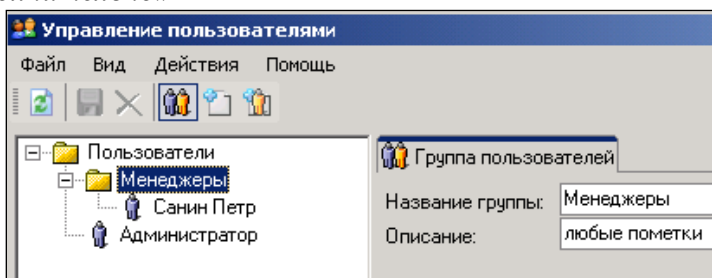 Управление пользователями
Файл Вид Действия Помощь
Пользователи
Менеджеры
Санин Петр
Администратор
Группа пользователей
Название группы: Менеджеры
Описание: любые пометки